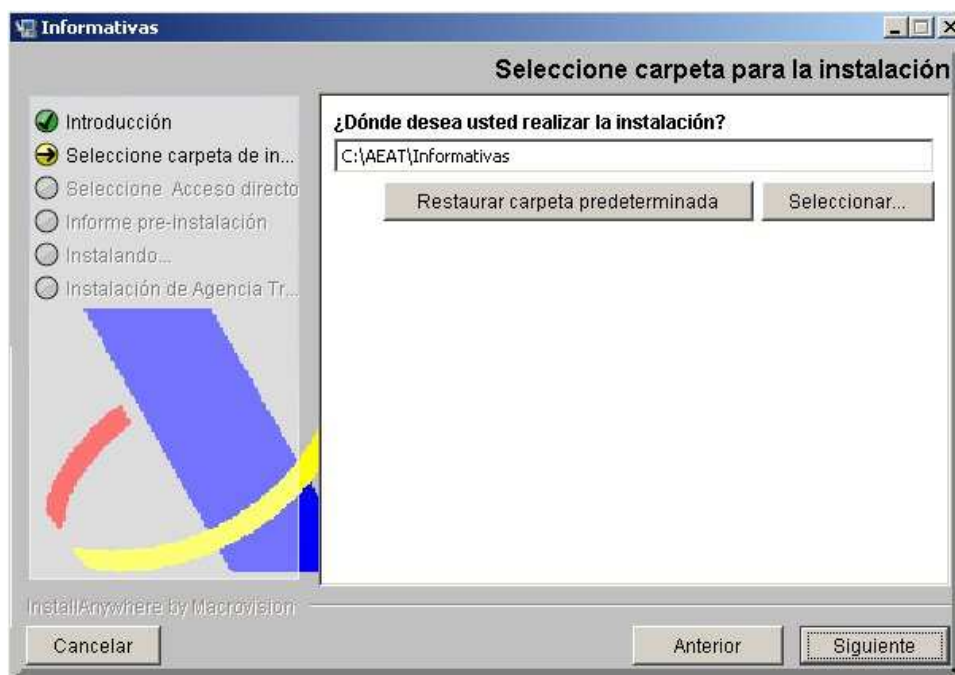 Informativas
Seleccione carpeta para la instalación
Introducción
Seleccione carpeta de in...
Seleccione Acceso directo
Informe pre-instalación
Instalando...
Instalación de Agencia Tr...
¿Dónde desea usted realizar la instalación?
C:\AEAT\Informativas
Restaurar carpeta predeterminada
Seleccionar...
InstallAnywhere by Macrovision
Cancelar
Anterior
Siguiente